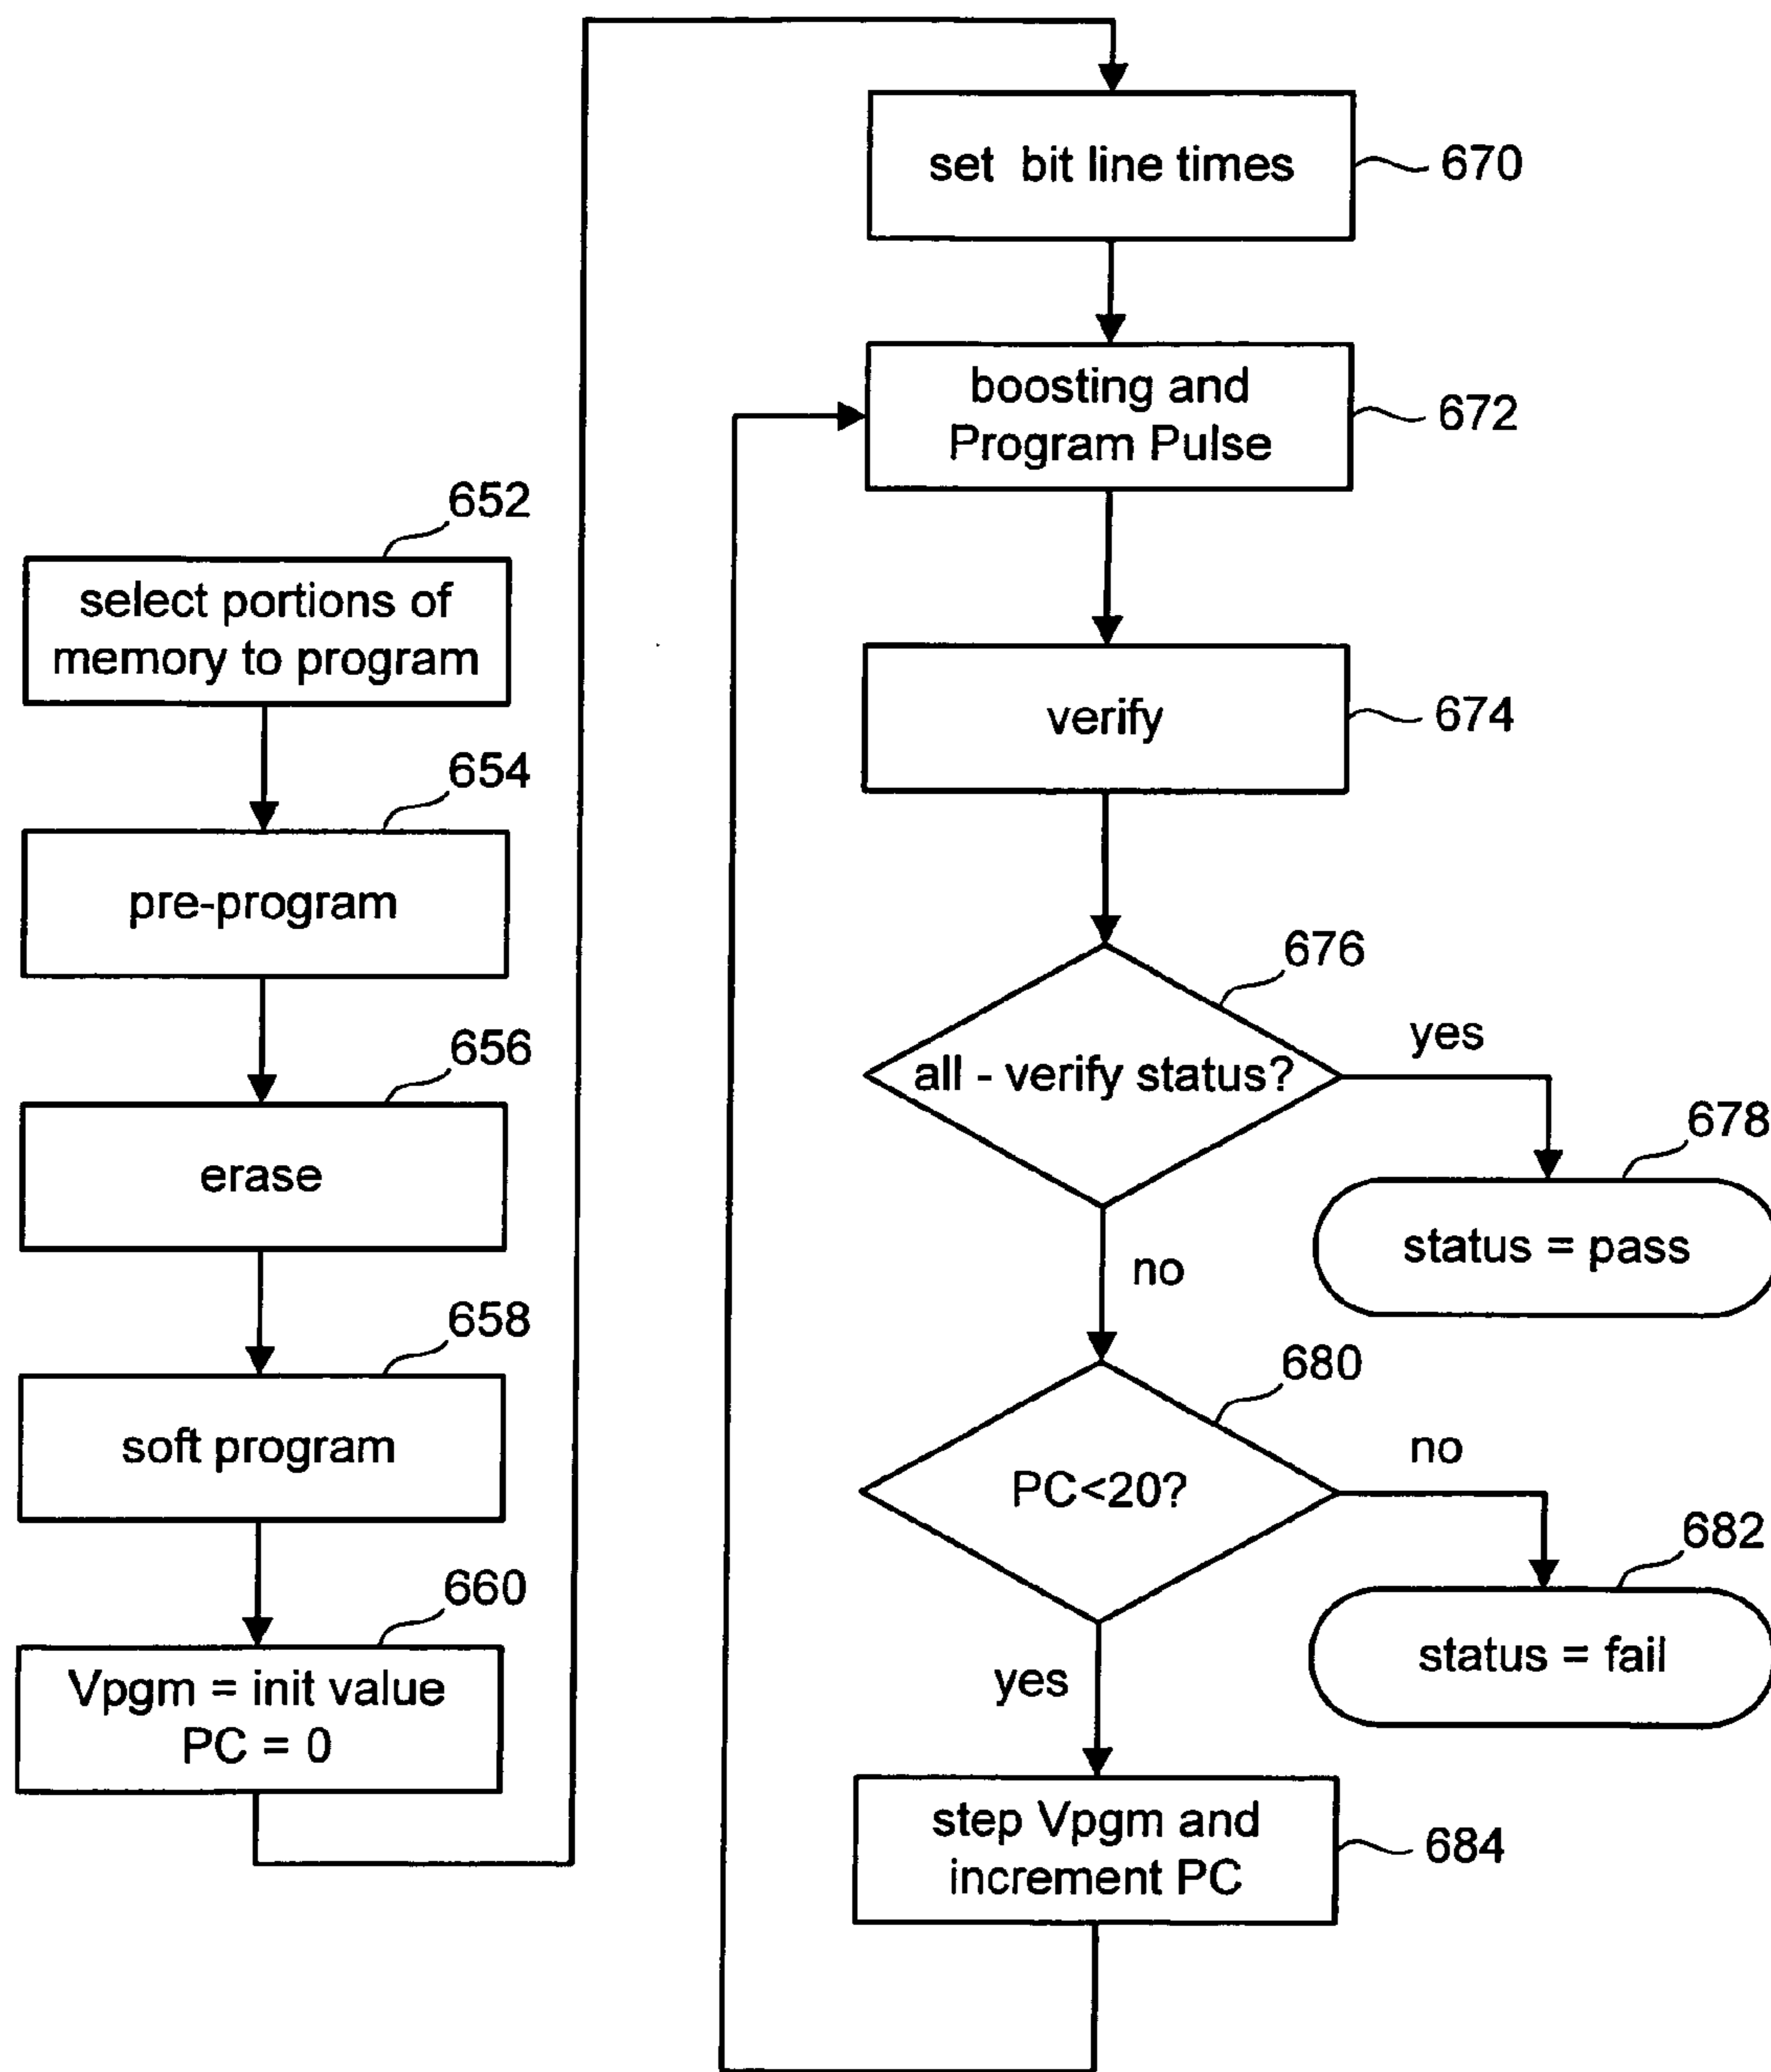 652
select portions of
memory to program
654
pre-program
656
erase
658
soft program
660
Vpgm = init value
PC = 0
set bit line times
670
boosting and
Program Pulse
672
verify
674
676
all - verify status?
yes
678
status = pass
no
680
PC<20?
no
682
status = fail
yes
step Vpgm and
increment PC
684